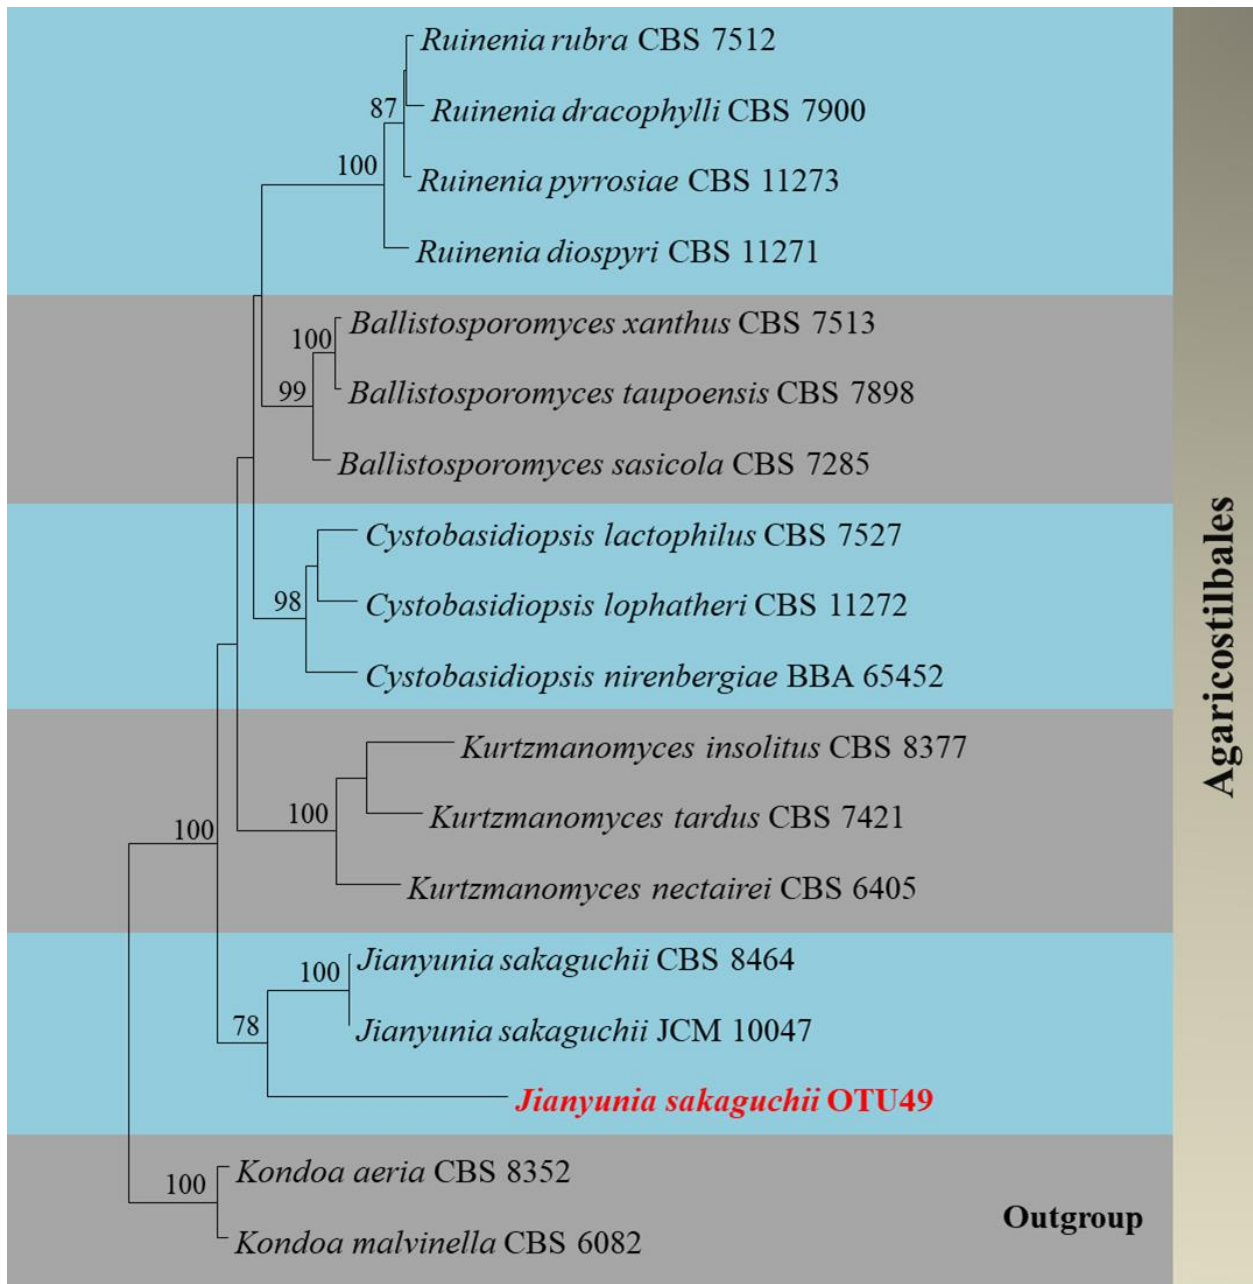 Ruinenia rubra CBS 7512
87
Ruinenia dracophylli CBS 7900
100
Ruinenia pyrrosiae CBS 11273
Ruinenia diospyri CBS 11271
Ballistosporomyces xanthus CBS 7513
100
99
Ballistosporomyces taupoensis CBS 7898
Ballistosporomyces sasicola CBS 7285
Cystobasidiopsis lactophilus CBS 7527
98
Cystobasidiopsis lophatheri CBS 11272
Cystobasidiopsis nirenbergiae BBA 65452
Kurtzmanomyces insolitus CBS 8377
100
Kurtzmanomyces tardus CBS 7421
100
Kurtzmanomyces nectairei CBS 6405
Jianyunia sakaguchii CBS 8464
100
Jianyunia sakaguchii JCM 10047
78
Jianyunia sakaguchii OTU49
Kondoa aeria CBS 8352
100
Kondoa malvinella CBS 6082
Outgroup
Agaricostilbales